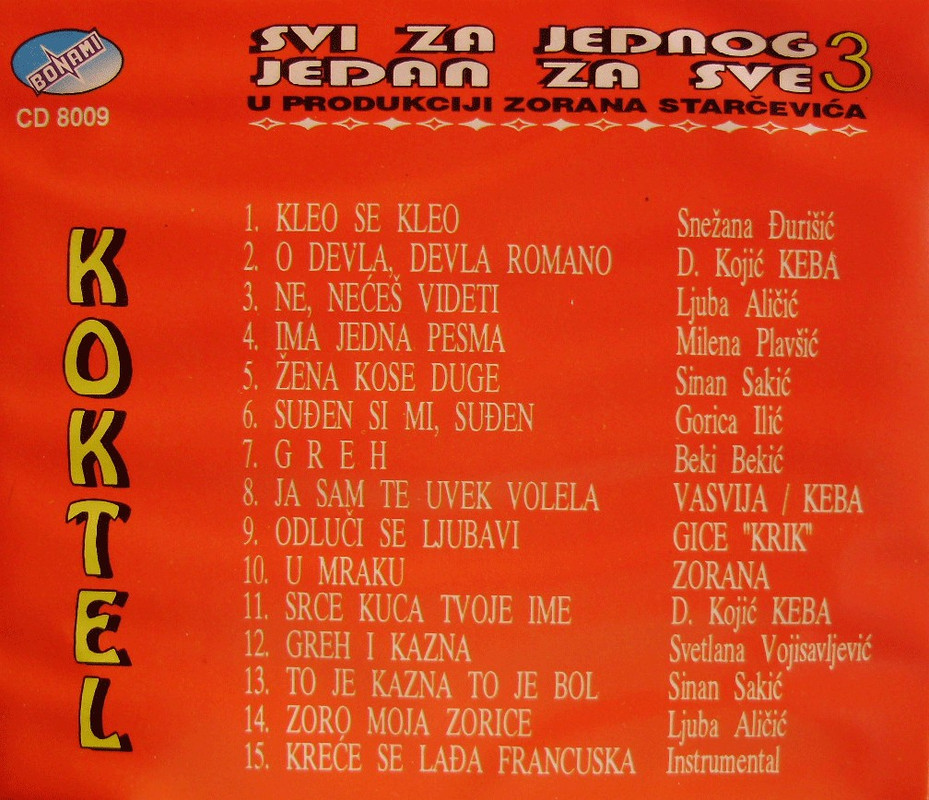 BONAMI
CD 8009
SVI ZA JEDNOG
JEDAN ZA SVE 3
U PRODUKCIJI ZORANA STARČEVIĆA
KOKTEL
1. KLEO SE KLEO Snežana Đurišić
2. O DEVLA, DEVLA ROMANO D. Kojić KEBA
3. NE, NEĆEŠ VIDETI Ljuba Aličić
4. IMA JEDNA PESMA Milena Plavšić
5. ŽENA KOSE DUGE Sinan Sakić
6. SUĐEN SI MI, SUĐEN Gorica Ilić
7. G R E H Beki Bekić
8. JA SAM TE UVEK VOLELA VASVIJA / KEBA
9. ODLUČI SE LJUBAVI GICE "KRIK"
10. U MRAKU ZORANA
11. SRCE KUCA TVOJE IME D. Kojić KEBA
12. GREH I KAZNA Svetlana Vojisavljević
13. TO JE KAZNA TO JE BOL Sinan Sakić
14. ZORO MOJA ZORICE Ljuba Aličić
15. KREĆE SE LAĐA FRANCUSKA Instrumental